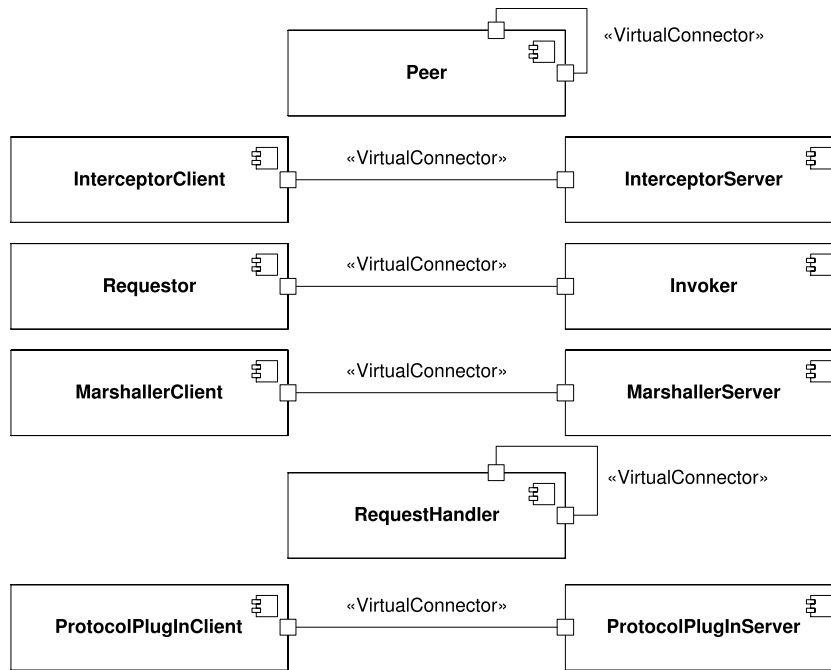 «VirtualConnector»
Peer
«VirtualConnector»
InterceptorClient
InterceptorServer
«VirtualConnector»
Requestor
Invoker
«VirtualConnector»
MarshallerClient
MarshallerServer
«VirtualConnector»
RequestHandler
«VirtualConnector»
ProtocolPlugInClient
ProtocolPlugInServer